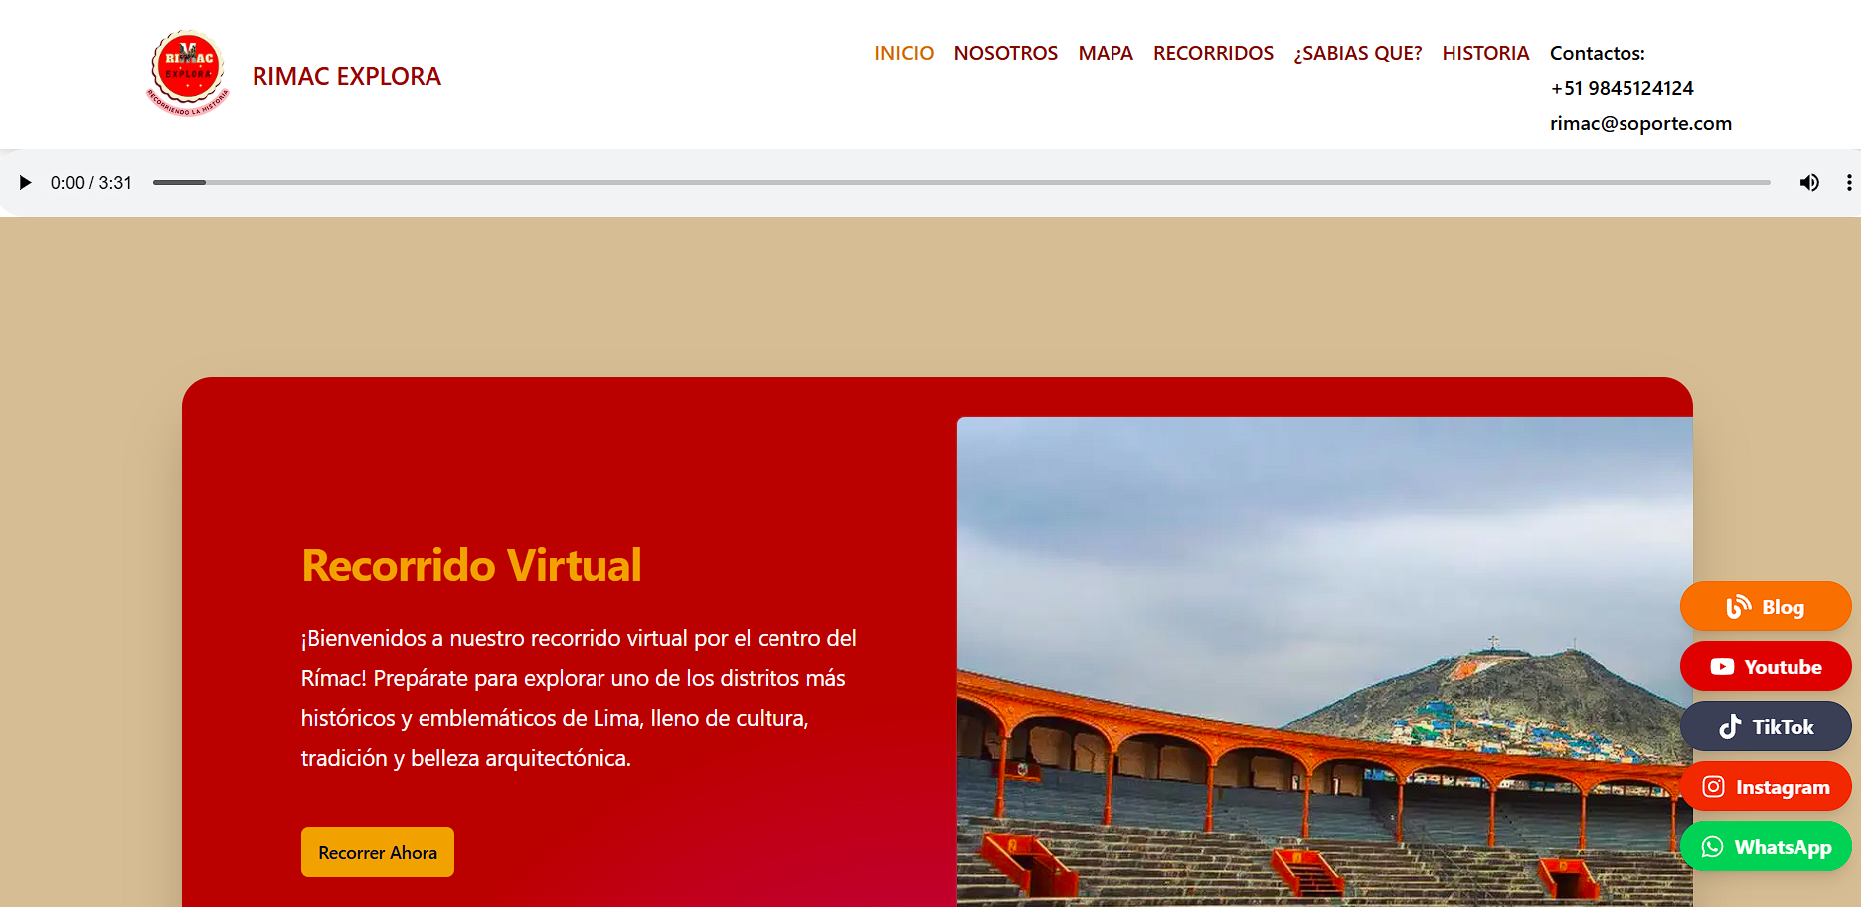 RIMAC
EXPLORA
RECORRIENDO LA HISTORIA
RIMAC EXPLORA
INICIO NOSOTROS MAPA RECORRIDOS ¿SABIAS QUE? HISTORIA Contactos:
+51 9845124124
rimac@soporte.com
0:00 / 3:31
Recorrido Virtual
¡Bienvenidos a nuestro recorrido virtual por el centro del
Rímac! Prepárate para explorar uno de los distritos más
históricos y emblemáticos de Lima, lleno de cultura,
tradición y belleza arquitectónica.
Recorrer Ahora
Blog
Youtube
TikTok
Instagram
WhatsApp